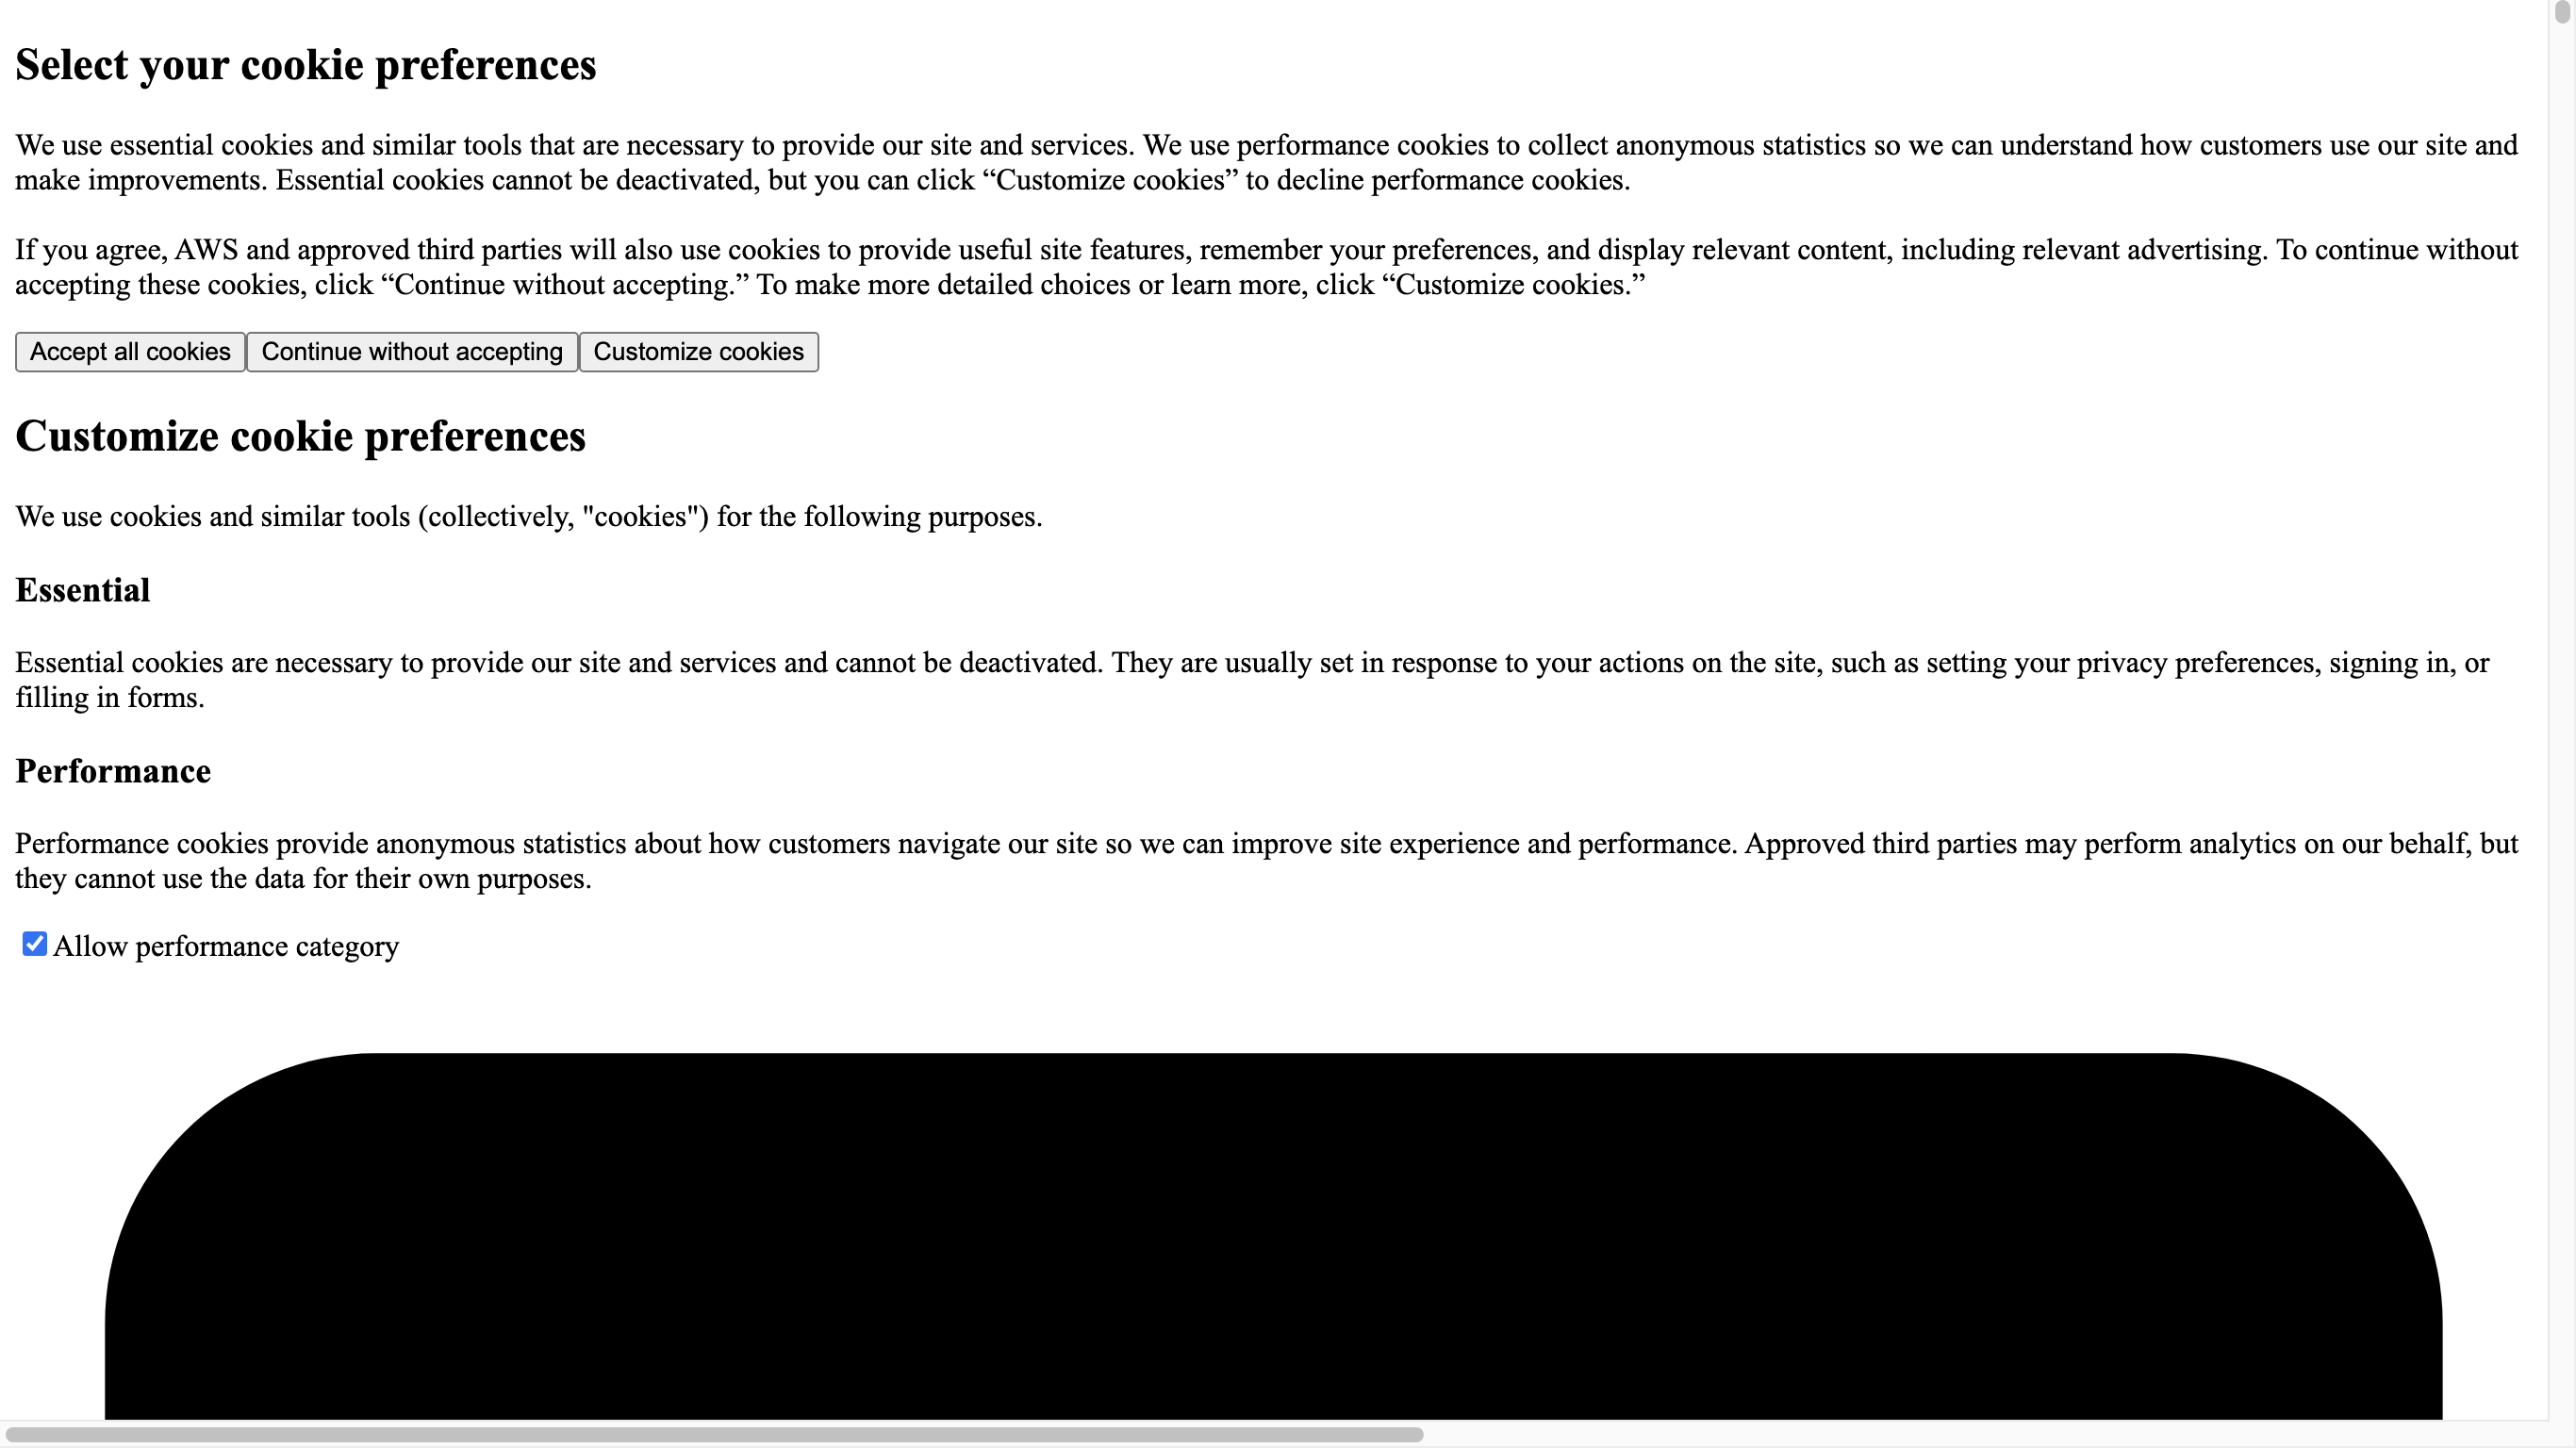 Select your cookie preferences
We use essential cookies and similar tools that are necessary to provide our site and services. We use performance cookies to collect anonymous statistics so we can understand how customers use our site and
make improvements. Essential cookies cannot be deactivated, but you can click “Customize cookies” to decline performance cookies.
If you agree, AWS and approved third parties will also use cookies to provide useful site features, remember your preferences, and display relevant content, including relevant advertising. To continue without
accepting these cookies, click “Continue without accepting.” To make more detailed choices or learn more, click “Customize cookies.”
Accept all cookies Continue without accepting Customize cookies
Customize cookie preferences
We use cookies and similar tools (collectively, "cookies") for the following purposes.
Essential
Essential cookies are necessary to provide our site and services and cannot be deactivated. They are usually set in response to your actions on the site, such as setting your privacy preferences, signing in, or
filling in forms.
Performance
Performance cookies provide anonymous statistics about how customers navigate our site so we can improve site experience and performance. Approved third parties may perform analytics on our behalf, but
they cannot use the data for their own purposes.
Allow performance category